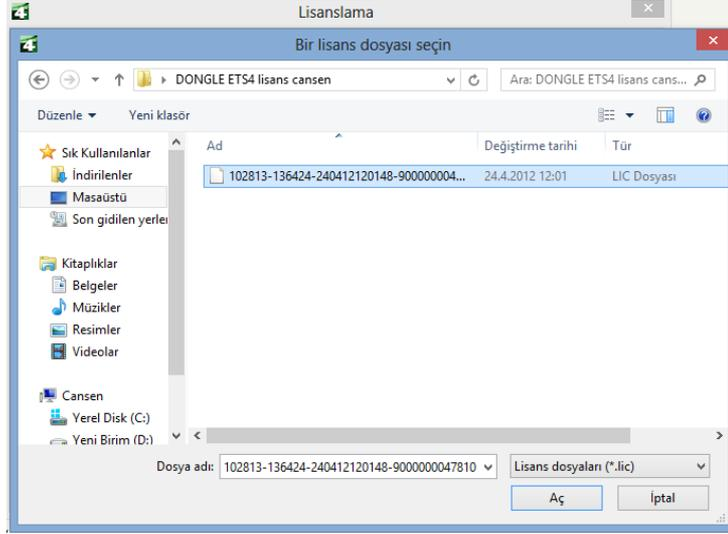 Lisanslama
Bir lisans dosyası seçin
DONGLE ETS4 lisans cansen
Ara: DONGLE ETS4 lisans cans...
Düzenle
Yeni klasör
Ad
Değiştirme tarihi
Tür
102813-136424-240412120148-900000004...
24.4.2012 12:01
LIC Dosyası
Sık Kullanılanlar
İndirilenler
Masaüstü
Son gidilen yerler
Kitaplıklar
Belgeler
Müzikler
Resimler
Videolar
Cansen
Yerel Disk (C:)
Yeni Birim (D:)
Dosya adı:
102813-136424-240412120148-9000000047810
Lisans dosyaları (*.lic)
Aç
İptal